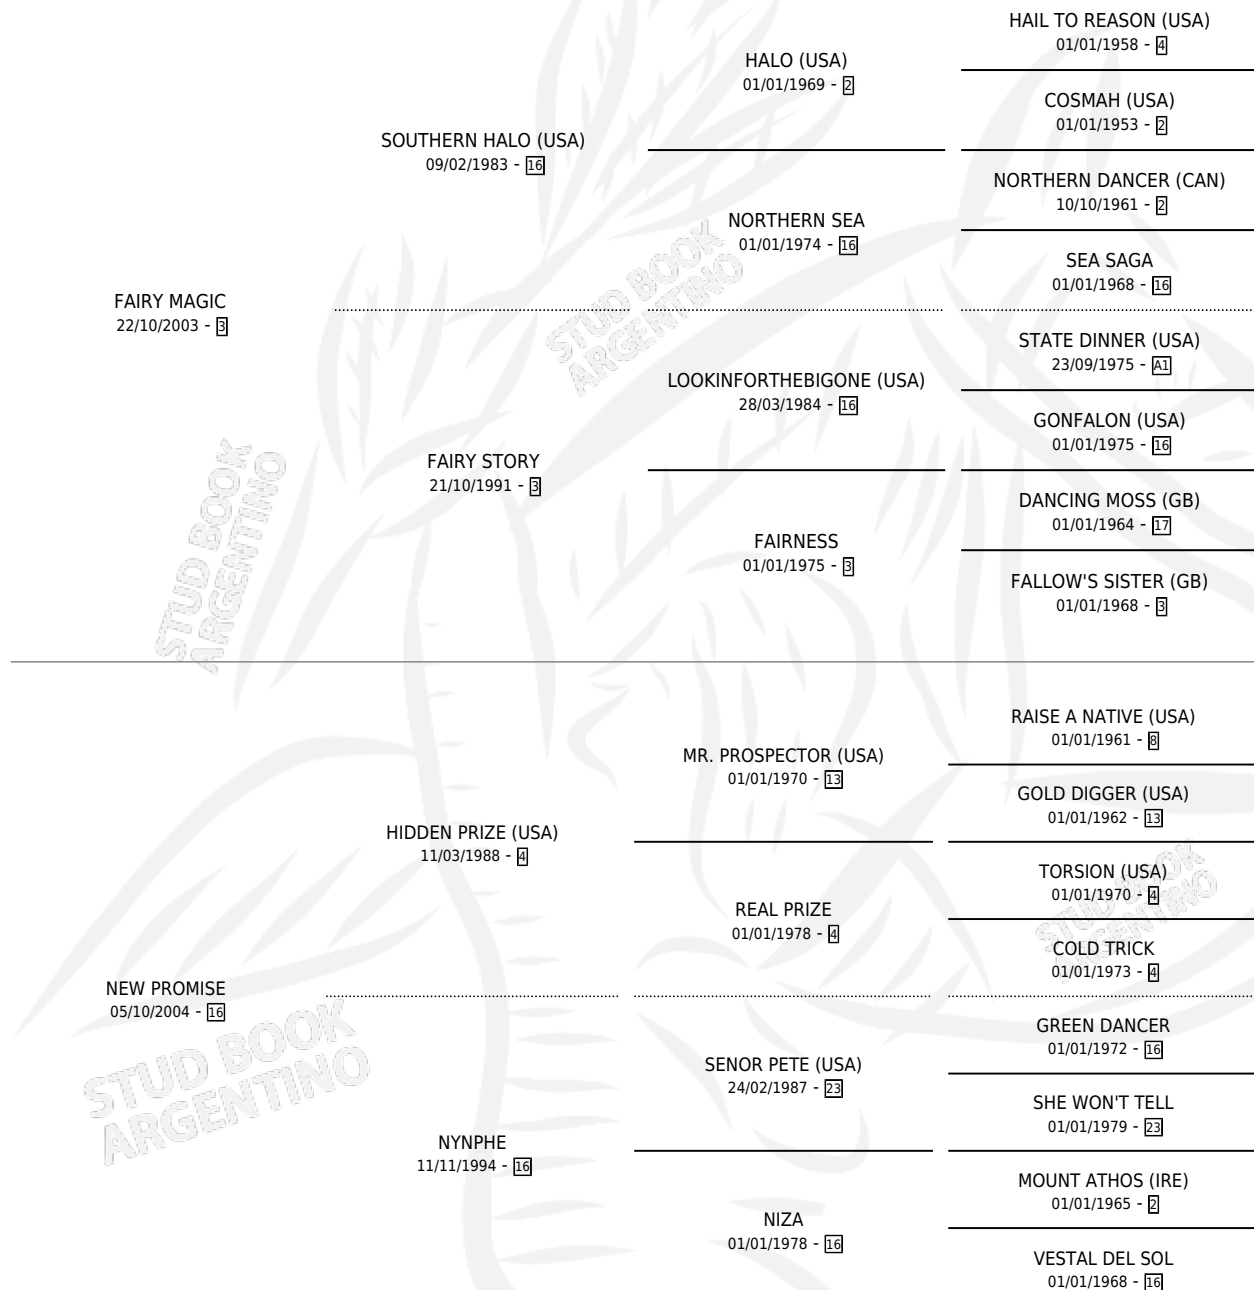 HAIL TO REASON (USA)
01/01/1958 - 4
HALO (USA)
01/01/1969 - 2
COSMAH (USA)
01/01/1953 - 2
SOUTHERN HALO (USA)
09/02/1983 - 16
NORTHERN DANCER (CAN)
10/10/1961 - 2
NORTHERN SEA
01/01/1974 - 16
SEA SAGA
01/01/1968 - 16
FAIRY MAGIC
22/10/2003 - 3
STATE DINNER (USA)
23/09/1975 - A1
LOOKINFORTHEBIGONE (USA)
28/03/1984 - 16
GONFALON (USA)
01/01/1975 - 16
FAIRY STORY
21/10/1991 - 3
DANCING MOSS (GB)
01/01/1964 - 17
FAIRNESS
01/01/1975 - 3
FALLOW'S SISTER (GB)
01/01/1968 - 3
RAISE A NATIVE (USA)
01/01/1961 - 8
MR. PROSPECTOR (USA)
01/01/1970 - 13
GOLD DIGGER (USA)
01/01/1962 - 13
HIDDEN PRIZE (USA)
11/03/1988 - 4
TORSION (USA)
01/01/1970 - 4
REAL PRIZE
01/01/1978 - 4
COLD TRICK
01/01/1973 - 4
NEW PROMISE
05/10/2004 - 16
GREEN DANCER
01/01/1972 - 16
SENOR PETE (USA)
24/02/1987 - 23
SHE WON'T TELL
01/01/1979 - 23
NYNPHE
11/11/1994 - 16
MOUNT ATHOS (IRE)
01/01/1965 - 2
NIZA
01/01/1978 - 16
VESTAL DEL SOL
01/01/1968 - 16
STUD BOOK
ARGENTINO
STUD BOOK
ARGENTINO
STUD BOOK
ARGENTINO
STUD BOOK
ARGENTINO